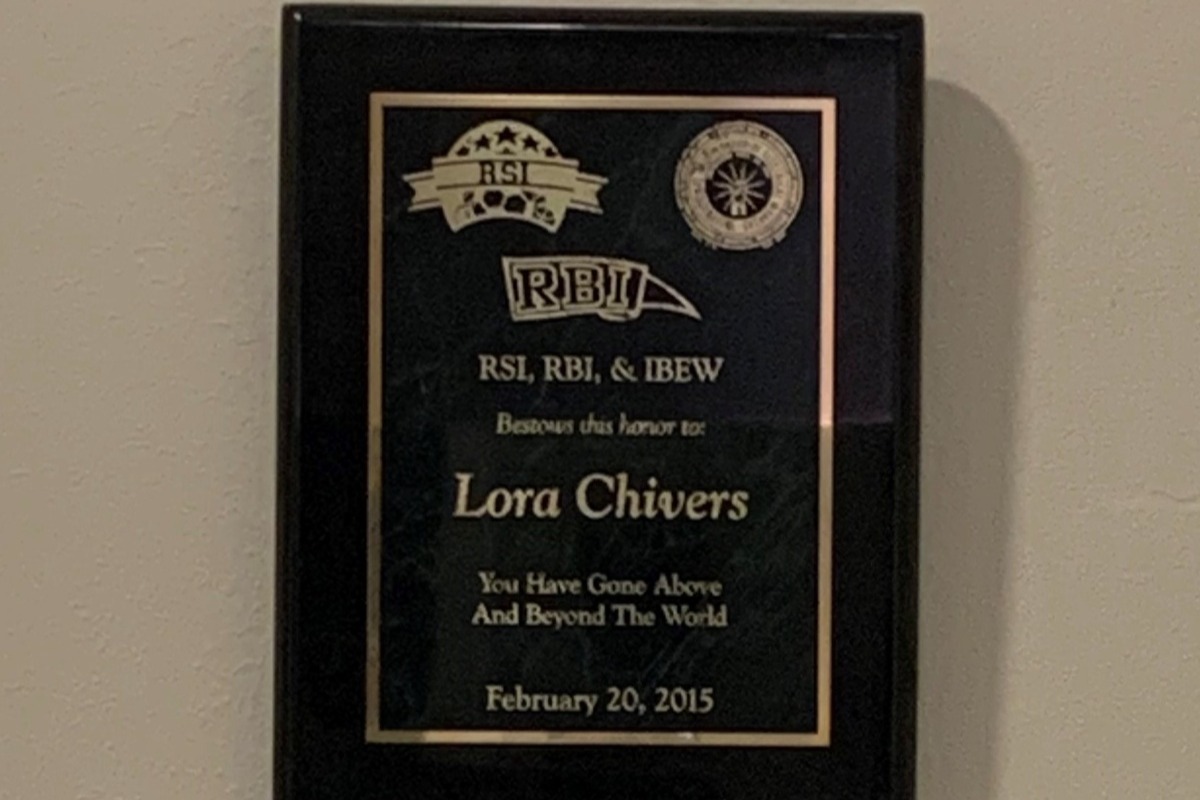 RSI
RBI
RSI, RBI, & IBEW
Bestows this honor to:
Lora Chivers
You Have Gone Above
And Beyond The World
February 20, 2015